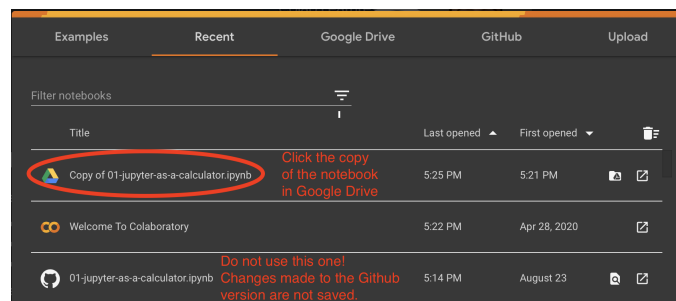 Examples Recent Google Drive GitHub Upload
Filter notebooks
Title Last opened First opened
Copy of 01-jupyter-as-a-calculator.ipynb 5:25 PM 5:21 PM
Click the copy
of the notebook
in Google Drive
Welcome To Colaboratory 5:22 PM Apr 28, 2020
01-jupyter-as-a-calculator.ipynb 5:14 PM August 23
Do not use this one!
Changes made to the Github
version are not saved.